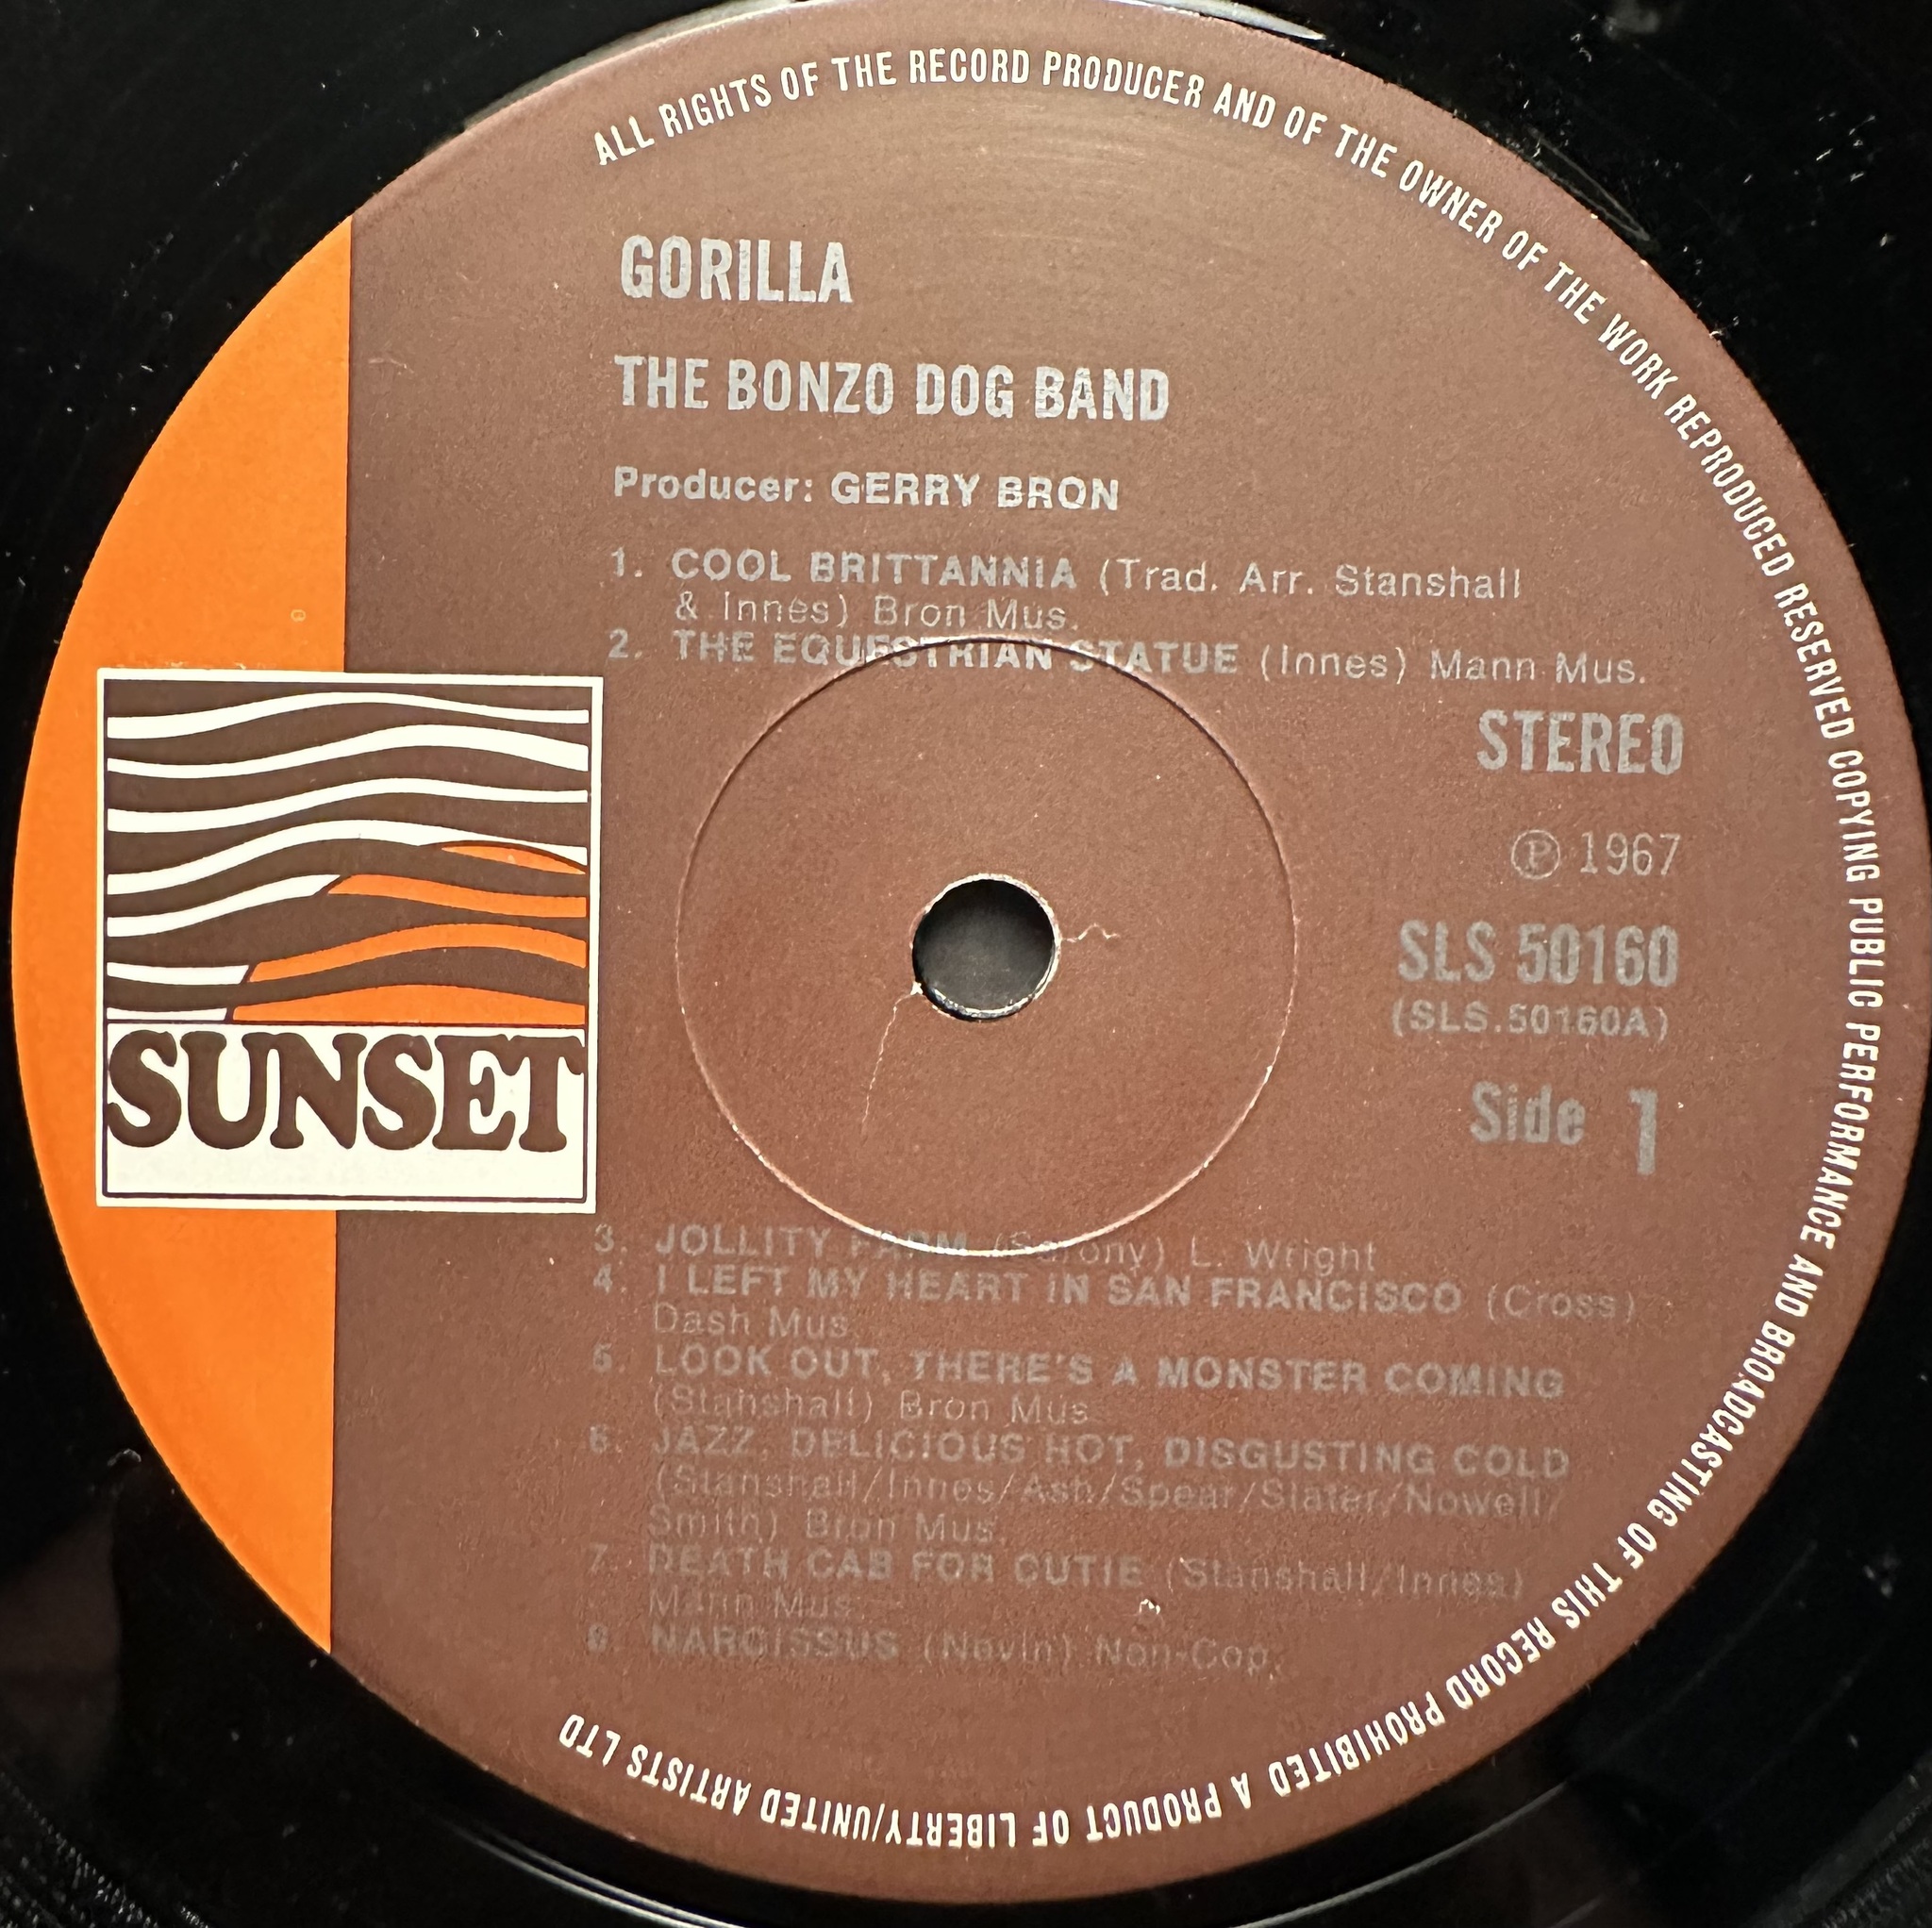 ALL RIGHTS OF THE RECORD PRODUCER AND OF THE OWNER OF THE WORK REPRODUCED RESERVED COPYING PUBLIC PERFORMANCE AND BROADCASTING OF THIS RECORD PROHIBITED A PRODUCT OF LIBERTY/UNITED ARTISTS LTD
GORILLA
THE BONZO DOG BAND
Producer: GERRY BRON
1. COOL BRITTANNIA (Trad. Arr. Stanshall
& Innes) Bron Mus.
2. THE EQUESTRIAN STATUE (Innes) Mann Mus.
STEREO
℗ 1967
SLS 50160
(SLS.50160A)
Side 1
SUNSET
3. JOLLITY FARM (Sarony) L. Wright
4. I LEFT MY HEART IN SAN FRANCISCO (Cross)
Dash Mus.
5. LOOK OUT, THERE'S A MONSTER COMING
(Stanshall) Bron Mus.
6. JAZZ, DELICIOUS HOT, DISGUSTING COLD
(Stanshall/Innes/Ash/Spear/Slater/Nowell/
Smith) Bron Mus.
7. DEATH CAB FOR CUTIE (Stanshall/Innes)
Mann Mus.
8. NARCISSUS (Nevin) Non-Cop.